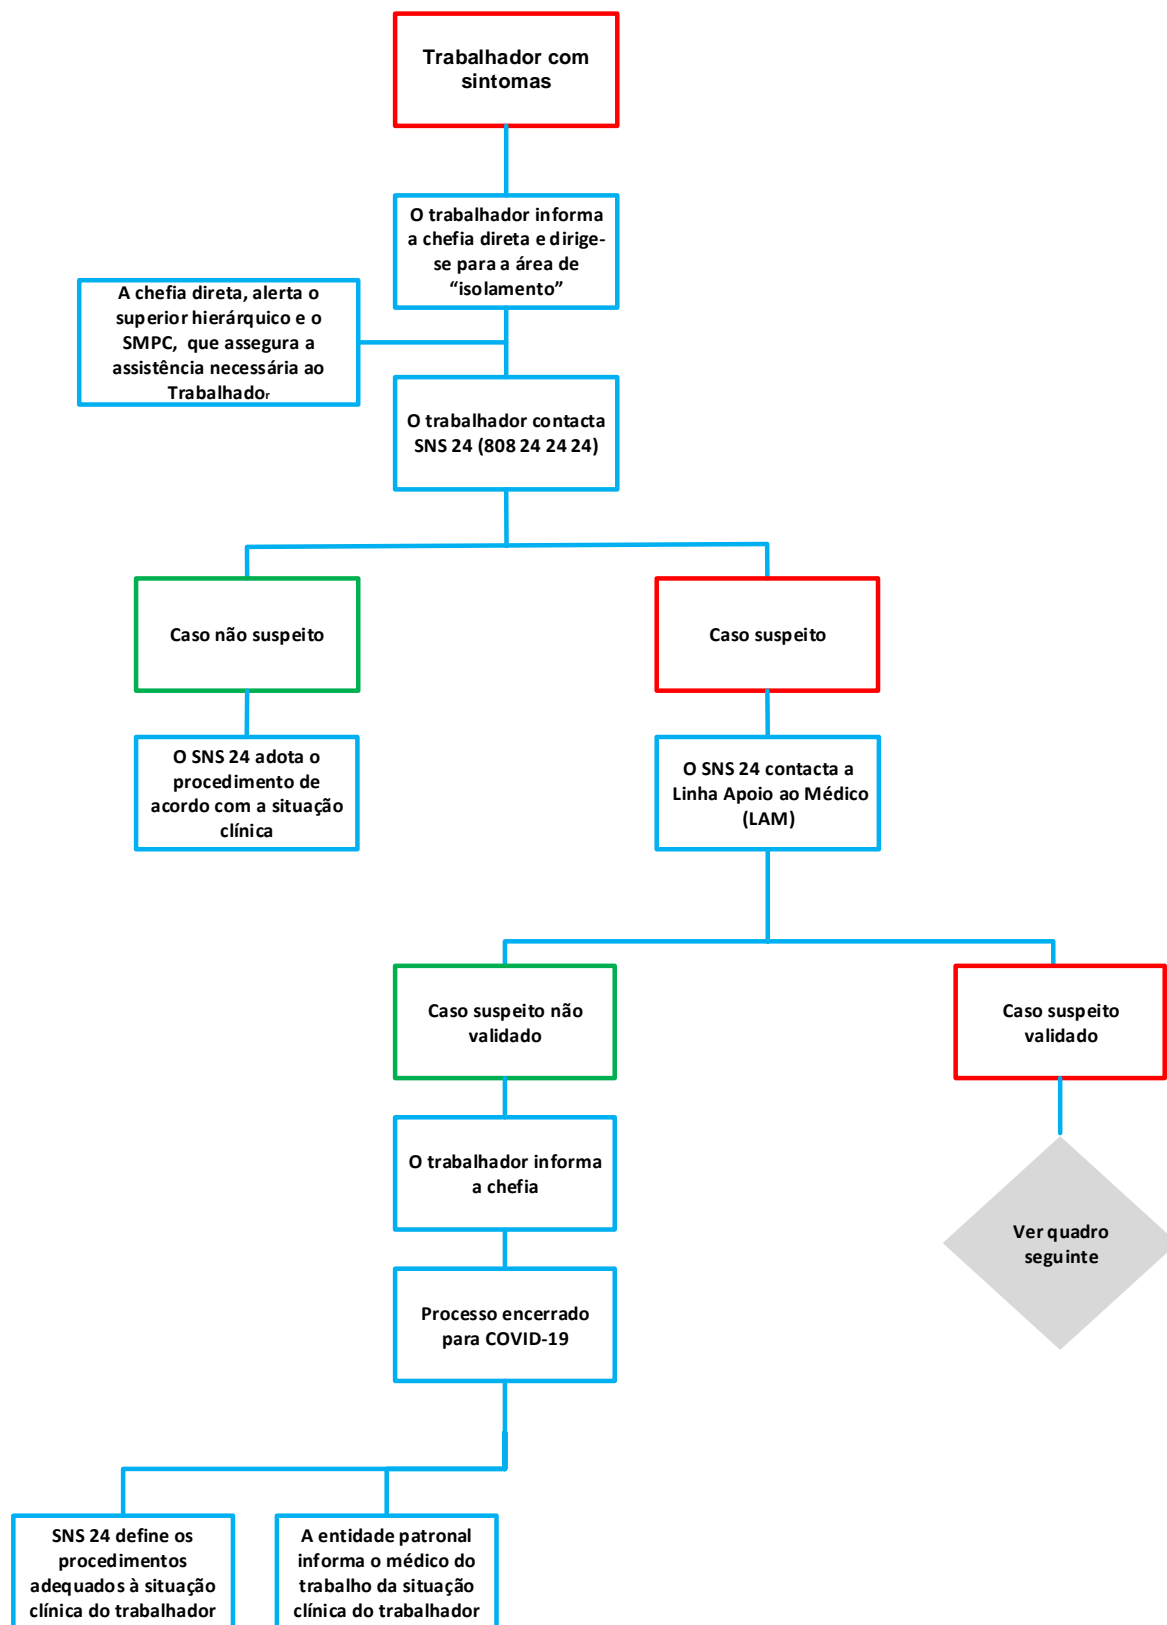 Trabalhador com
sintomas
O trabalhador informa
a chefia direta e dirige-
se para a área de
“isolamento”
A chefia direta, alerta o
superior hierárquico e o
SMPC, que assegura a
assistência necessária ao
Trabalhador
O trabalhador contacta
SNS 24 (808 24 24 24)
Caso não suspeito
Caso suspeito
O SNS 24 adota o
procedimento de
acordo com a situação
clínica
O SNS 24 contacta a
Linha Apoio ao Médico
(LAM)
Caso suspeito não
validado
Caso suspeito
validado
O trabalhador informa
a chefia
Ver quadro
seguinte
Processo encerrado
para COVID-19
SNS 24 define os
procedimentos
adequados à situação
clínica do trabalhador
A entidade patronal
informa o médico do
trabalho da situação
clínica do trabalhador